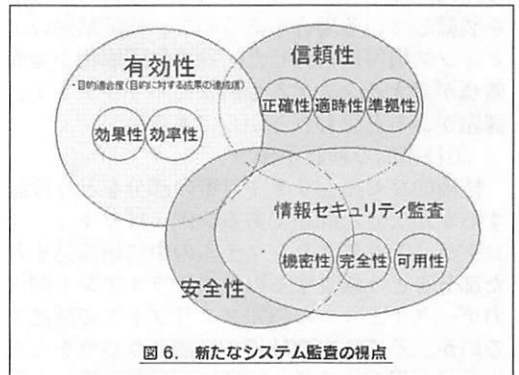 有効性
・目的適合度(目的に対する成果の達成度)
効果性 効率性
信頼性
正確性 適時性 準拠性
情報セキュリティ監査
機密性 完全性 可用性
安全性
図 6. 新たなシステム監査の視点